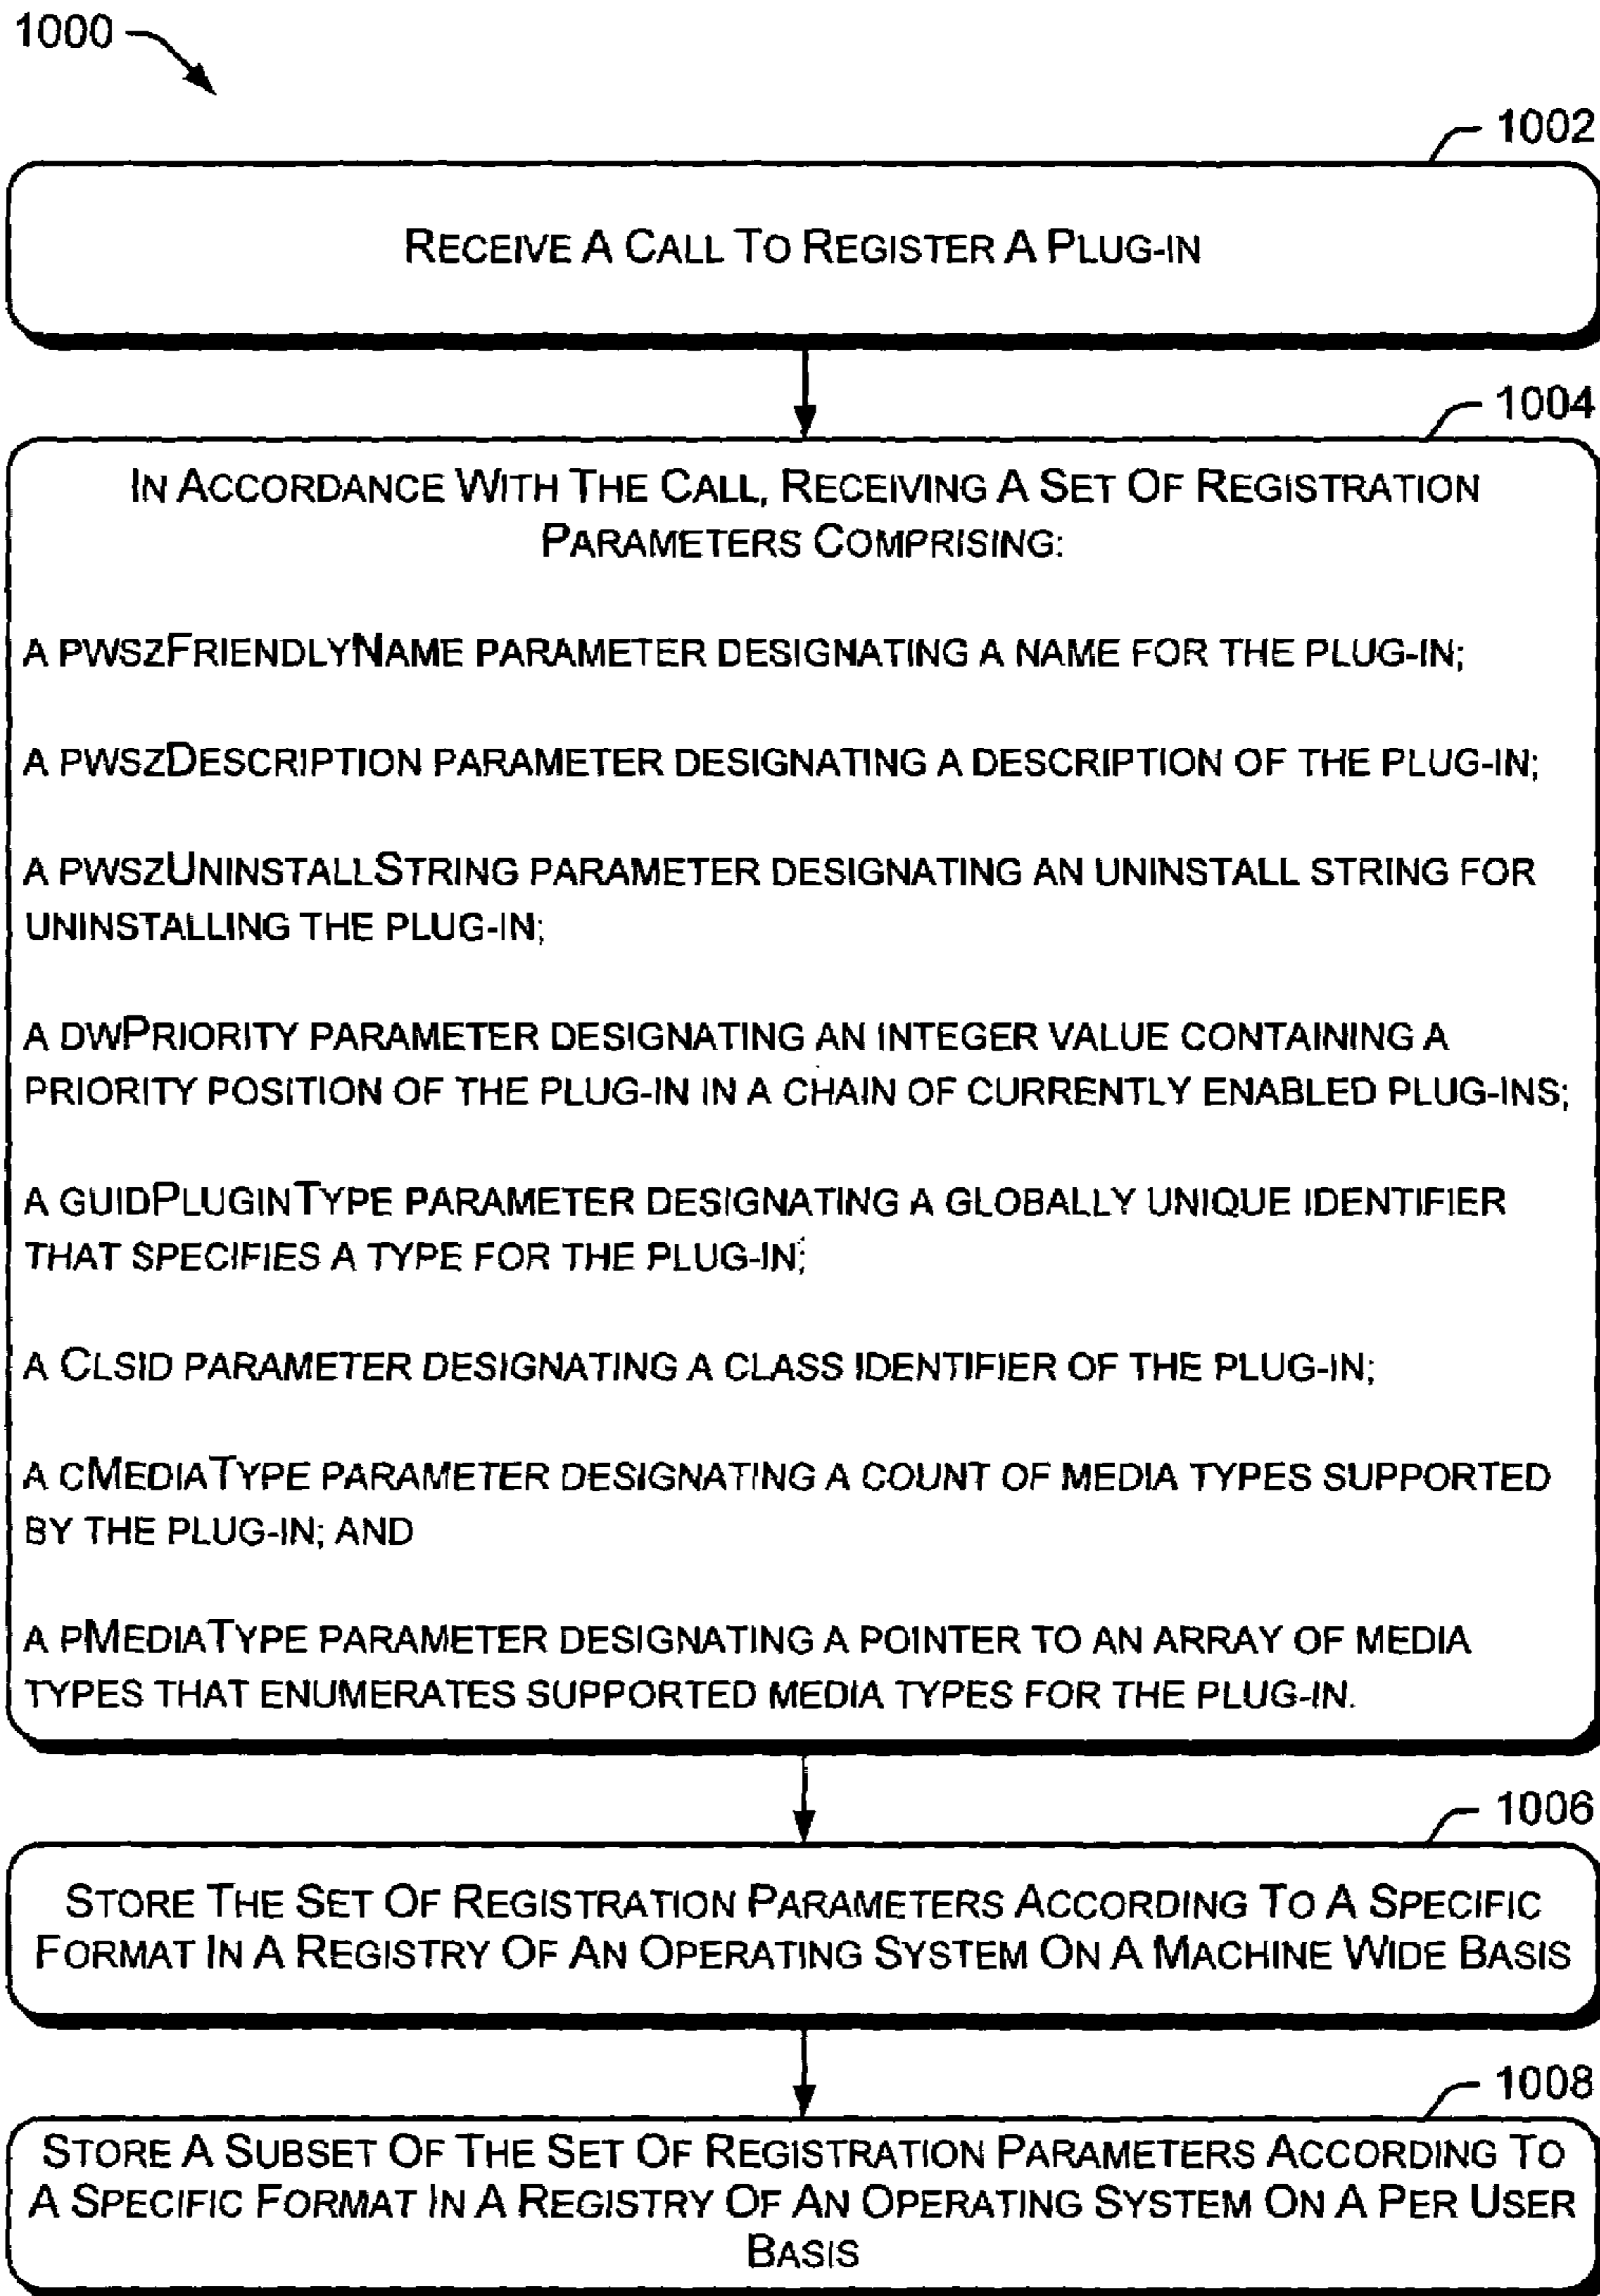 1000
1002
RECEIVE A CALL TO REGISTER A PLUG-IN
1004
IN ACCORDANCE WITH THE CALL, RECEIVING A SET OF REGISTRATION
PARAMETERS COMPRISING:
A PWSZFRIENDLYNAME PARAMETER DESIGNATING A NAME FOR THE PLUG-IN;
A PWSZDESCRIPTION PARAMETER DESIGNATING A DESCRIPTION OF THE PLUG-IN;
A PWSZUNINSTALLSTRING PARAMETER DESIGNATING AN UNINSTALL STRING FOR
UNINSTALLING THE PLUG-IN;
A DWPRIORITY PARAMETER DESIGNATING AN INTEGER VALUE CONTAINING A
PRIORITY POSITION OF THE PLUG-IN IN A CHAIN OF CURRENTLY ENABLED PLUG-INS;
A GUIDPLUGINTYPE PARAMETER DESIGNATING A GLOBALLY UNIQUE IDENTIFIER
THAT SPECIFIES A TYPE FOR THE PLUG-IN;
A CLSID PARAMETER DESIGNATING A CLASS IDENTIFIER OF THE PLUG-IN;
A CMEDIATYPE PARAMETER DESIGNATING A COUNT OF MEDIA TYPES SUPPORTED
BY THE PLUG-IN; AND
A PMEDIATYPE PARAMETER DESIGNATING A POINTER TO AN ARRAY OF MEDIA
TYPES THAT ENUMERATES SUPPORTED MEDIA TYPES FOR THE PLUG-IN.
1006
STORE THE SET OF REGISTRATION PARAMETERS ACCORDING TO A SPECIFIC
FORMAT IN A REGISTRY OF AN OPERATING SYSTEM ON A MACHINE WIDE BASIS
1008
STORE A SUBSET OF THE SET OF REGISTRATION PARAMETERS ACCORDING TO
A SPECIFIC FORMAT IN A REGISTRY OF AN OPERATING SYSTEM ON A PER USER
BASIS